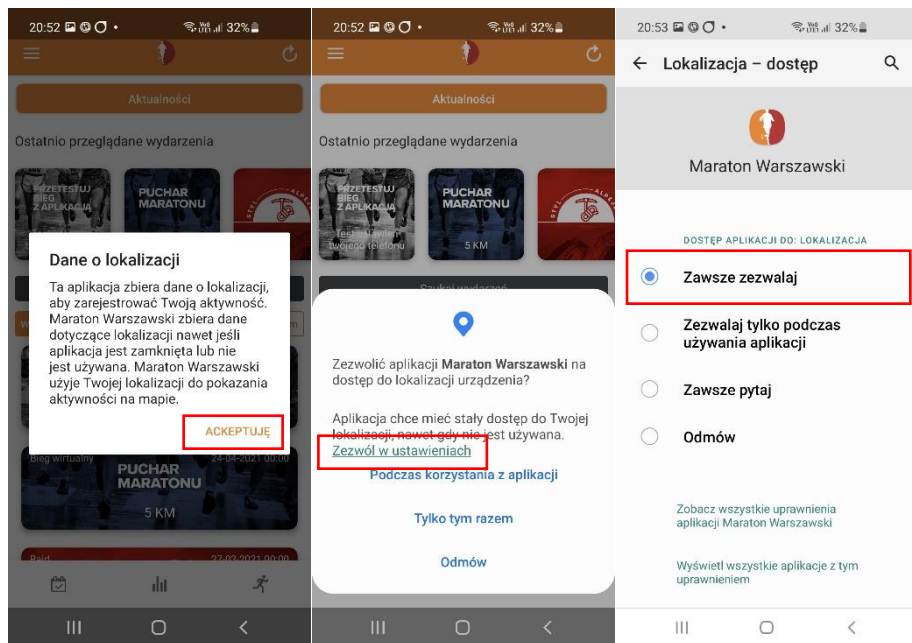 20:52
32%
Aktualności
Ostatnio przeglądane wydarzenia
PRZETESTUJ
BIEG
Z APLIKACJĄ
PUCHAR
MARATONU
Dane o lokalizacji
Ta aplikacja zbiera dane o lokalizacji,
aby zarejestrować Twoją aktywność.
Maraton Warszawski zbiera dane
dotyczące lokalizacji nawet jeśli
aplikacja jest zamknięta lub nie
jest używana. Maraton Warszawski
użyje Twojej lokalizacji do pokazania
aktywności na mapie.
AKCEPTUJĘ
Bieg wirtualny
24-04-2021 00:00
PUCHAR
MARATONU
5 KM
Rajd
27-03-2021 00:00
20:52
32%
Aktualności
Ostatnio przeglądane wydarzenia
PRZETESTUJ
BIEG
Z APLIKACJĄ
Test ustawień
twojego telefonu
PUCHAR
MARATONU
5 KM
Szukaj wydarzeń
Zezwolić aplikacji Maraton Warszawski na
dostęp do lokalizacji urządzenia?
Aplikacja chce mieć stały dostęp do Twojej
lokalizacji, nawet gdy nie jest używana.
Zezwól w ustawieniach
Podczas korzystania z aplikacji
Tylko tym razem
Odmów
20:53
32%
Lokalizacja – dostęp
Maraton Warszawski
DOSTĘP APLIKACJI DO: LOKALIZACJA
Zawsze zezwalaj
Zezwalaj tylko podczas
używania aplikacji
Zawsze pytaj
Odmów
Zobacz wszystkie uprawnienia
aplikacji Maraton Warszawski
Wyświetl wszystkie aplikacje z tym
uprawnieniem